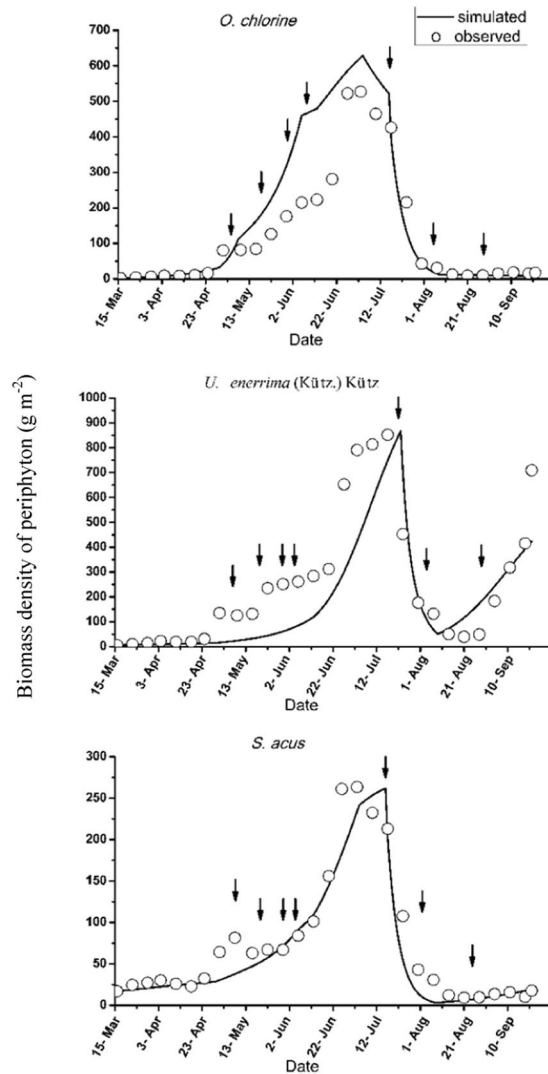 O. chlorine
simulated
observed
700
600
500
400
300
200
100
0
15- Mar
3- Apr
23- Apr
13- May
2- Jun
22- Jun
12- Jul
1- Aug
21- Aug
10- Sep
Date
Biomass density of periphyton (g m-2)
U. enerrima (Kütz.) Kütz
1000
900
800
700
600
500
400
300
200
100
0
15- Mar
3- Apr
23- Apr
13- May
2- Jun
22- Jun
12- Jul
1- Aug
21- Aug
10- Sep
Date
S. acus
300
250
200
150
100
50
0
15- Mar
3- Apr
23- Apr
13- May
2- Jun
22- Jun
12- Jul
1- Aug
21- Aug
10- Sep
Date